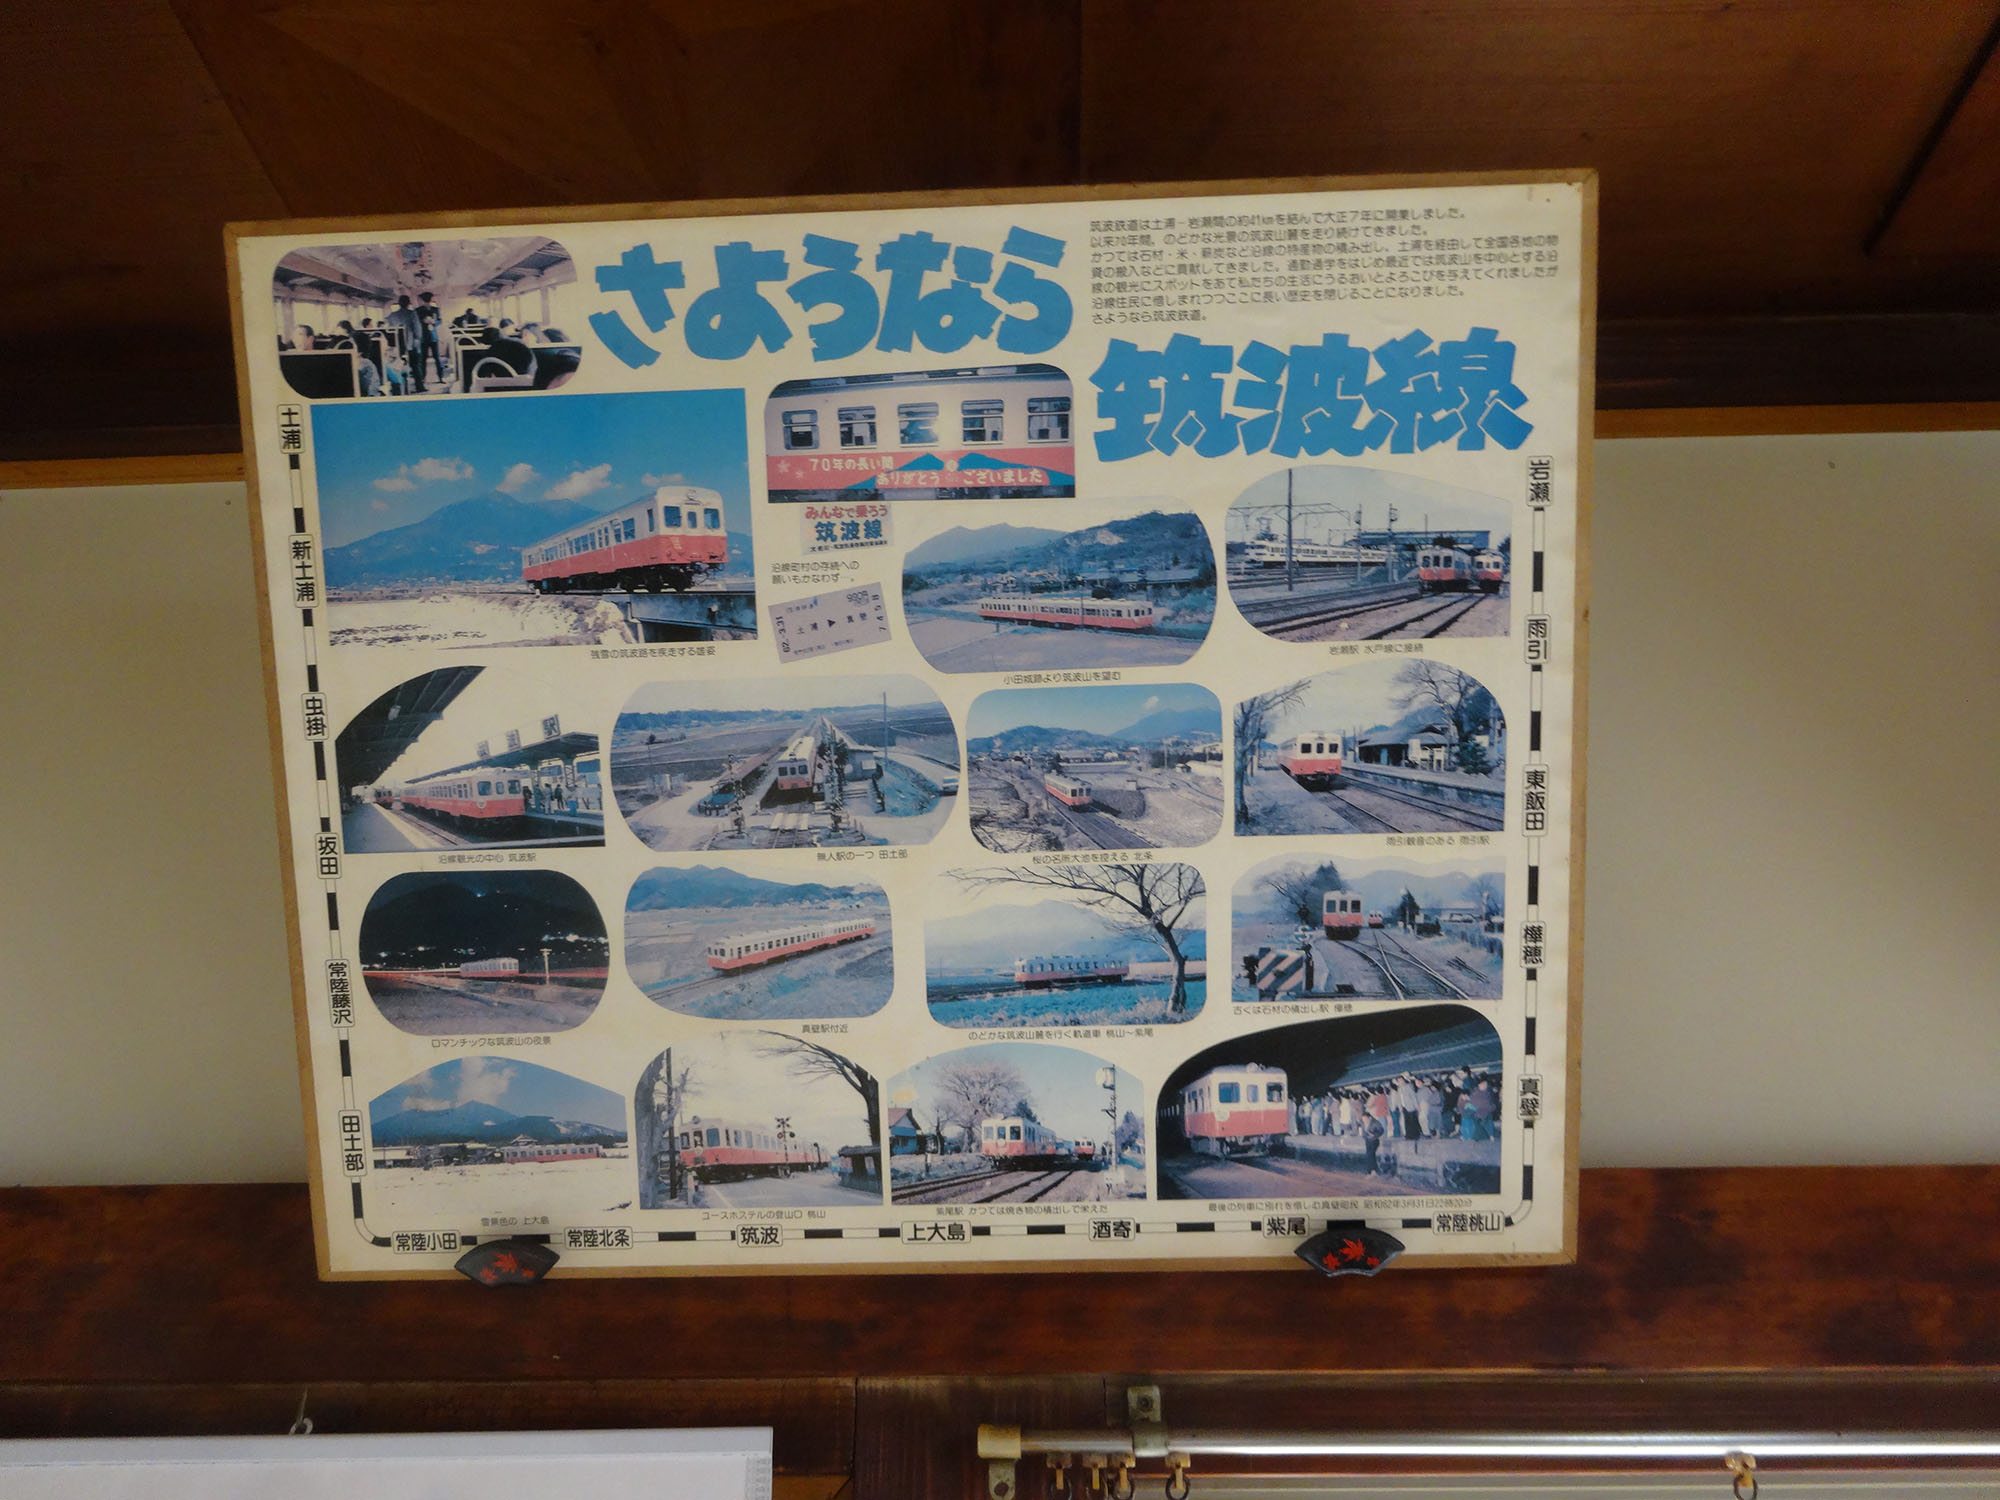 さようなら
筑波線
筑波鉄道は土浦−岩瀬間の約41㎞を結んで大正7年に開業しました。
以来70年間、のどかな光景の筑波山麓を走り続けてきました。
かつては石材・米・薪炭など沿線の特産物の積み出し、土浦を経由して全国各地の物
資の搬入などに貢献してきました。通勤通学をはじめ最近では筑波山を中心とする沿
線の観光にスポットをあて私たちの生活にうるおいとよろこびを与えてくれましたが
沿線住民に惜しまれつつここに長い歴史を閉じることになりました。
さようなら筑波鉄道。
70年の長い間
ありがとうございました
みんなで乗ろう
筑波線
沿線町村の存続への
願いもかなわず…。
990円
土浦 ▶ 真壁
62.-3.31
7458
残雪の筑波路を疾走する雄姿
小田城跡より筑波山を望む
岩瀬駅 水戸線に接続
筑波駅
沿線観光の中心 筑波駅
無人駅の一つ 田土部
桜の名所大池を控える 北条
雨引観音のある 雨引駅
ロマンチックな筑波山の夜景
真壁駅付近
のどかな筑波山麓を行く軌道車 桃山〜紫尾
古くは石材の積出し駅 樺穂
雪景色の 上大島
ユースホステルの登山口 桃山
紫尾駅 かつては焼き物の積出しで栄えた
最後の列車に別れを惜しむ真壁町民 昭和62年3月31日22時20分
土浦
新土浦
虫掛
坂田
常陸藤沢
田土部
常陸小田
常陸北条
筑波
上大島
酒寄
紫尾
常陸桃山
真壁
樺穂
東飯田
雨引
岩瀬